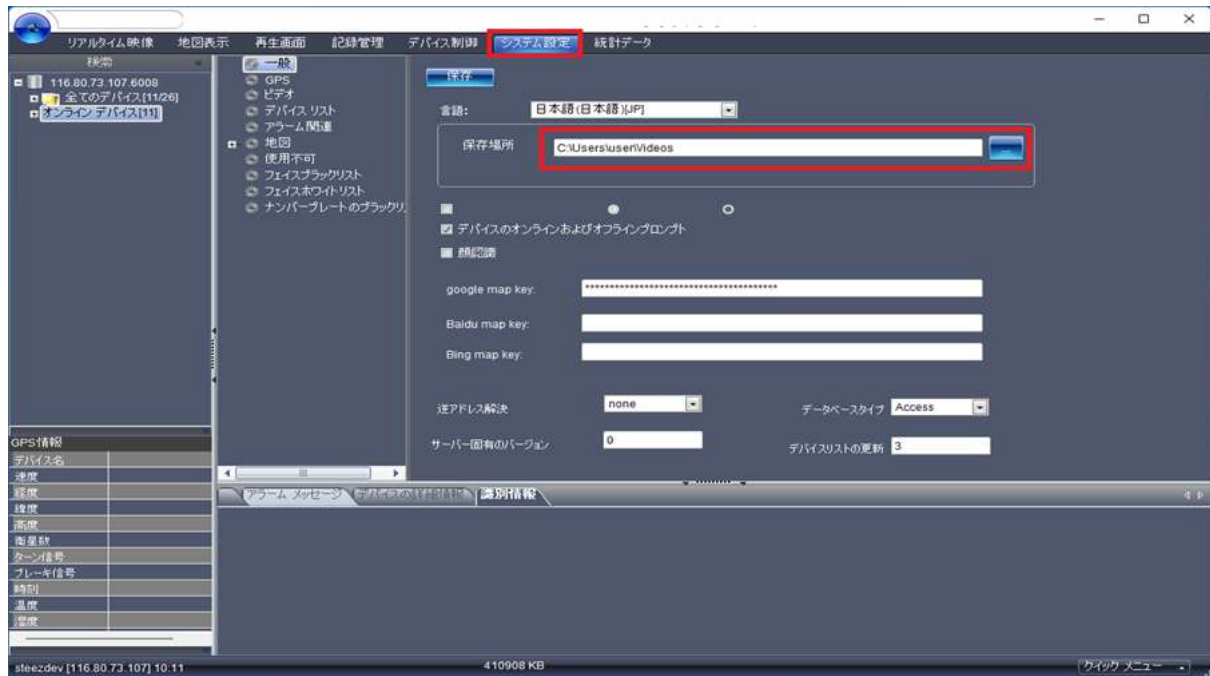 リアルタイム映像 地図表示 再生画面 記録管理 デバイス制御 システム設定 統計データ
検索
116.80.73.107:6008
全てのデバイス[11/26]
オンライン デバイス[11]
一般
GPS
ビデオ
デバイス リスト
アラーム関連
地図
使用不可
フェイスブラックリスト
フェイスホワイトリスト
ナンバープレートのブラックリ
保存
言語: 日本語(日本語)[JP]
保存場所 C:\Users\user\Videos
...
デバイスのオンラインおよびオフラインプロンプト
顔認識
google map key: ****************************************
Baidu map key:
Bing map key:
逆アドレス解決 none データベースタイプ Access
サーバー固有のバージョン 0 デバイスリストの更新 3
GPS情報
デバイス名
速度
経度
緯度
高度
衛星数
ターン信号
ブレーキ信号
時刻
温度
湿度
アラーム メッセージ デバイスの詳細情報 識別情報
steezdev [116.80.73.107] 10:11 410908 KB クイック メニュー